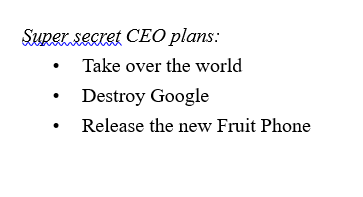 Super secret CEO plans:
• Take over the world
• Destroy Google
• Release the new Fruit Phone